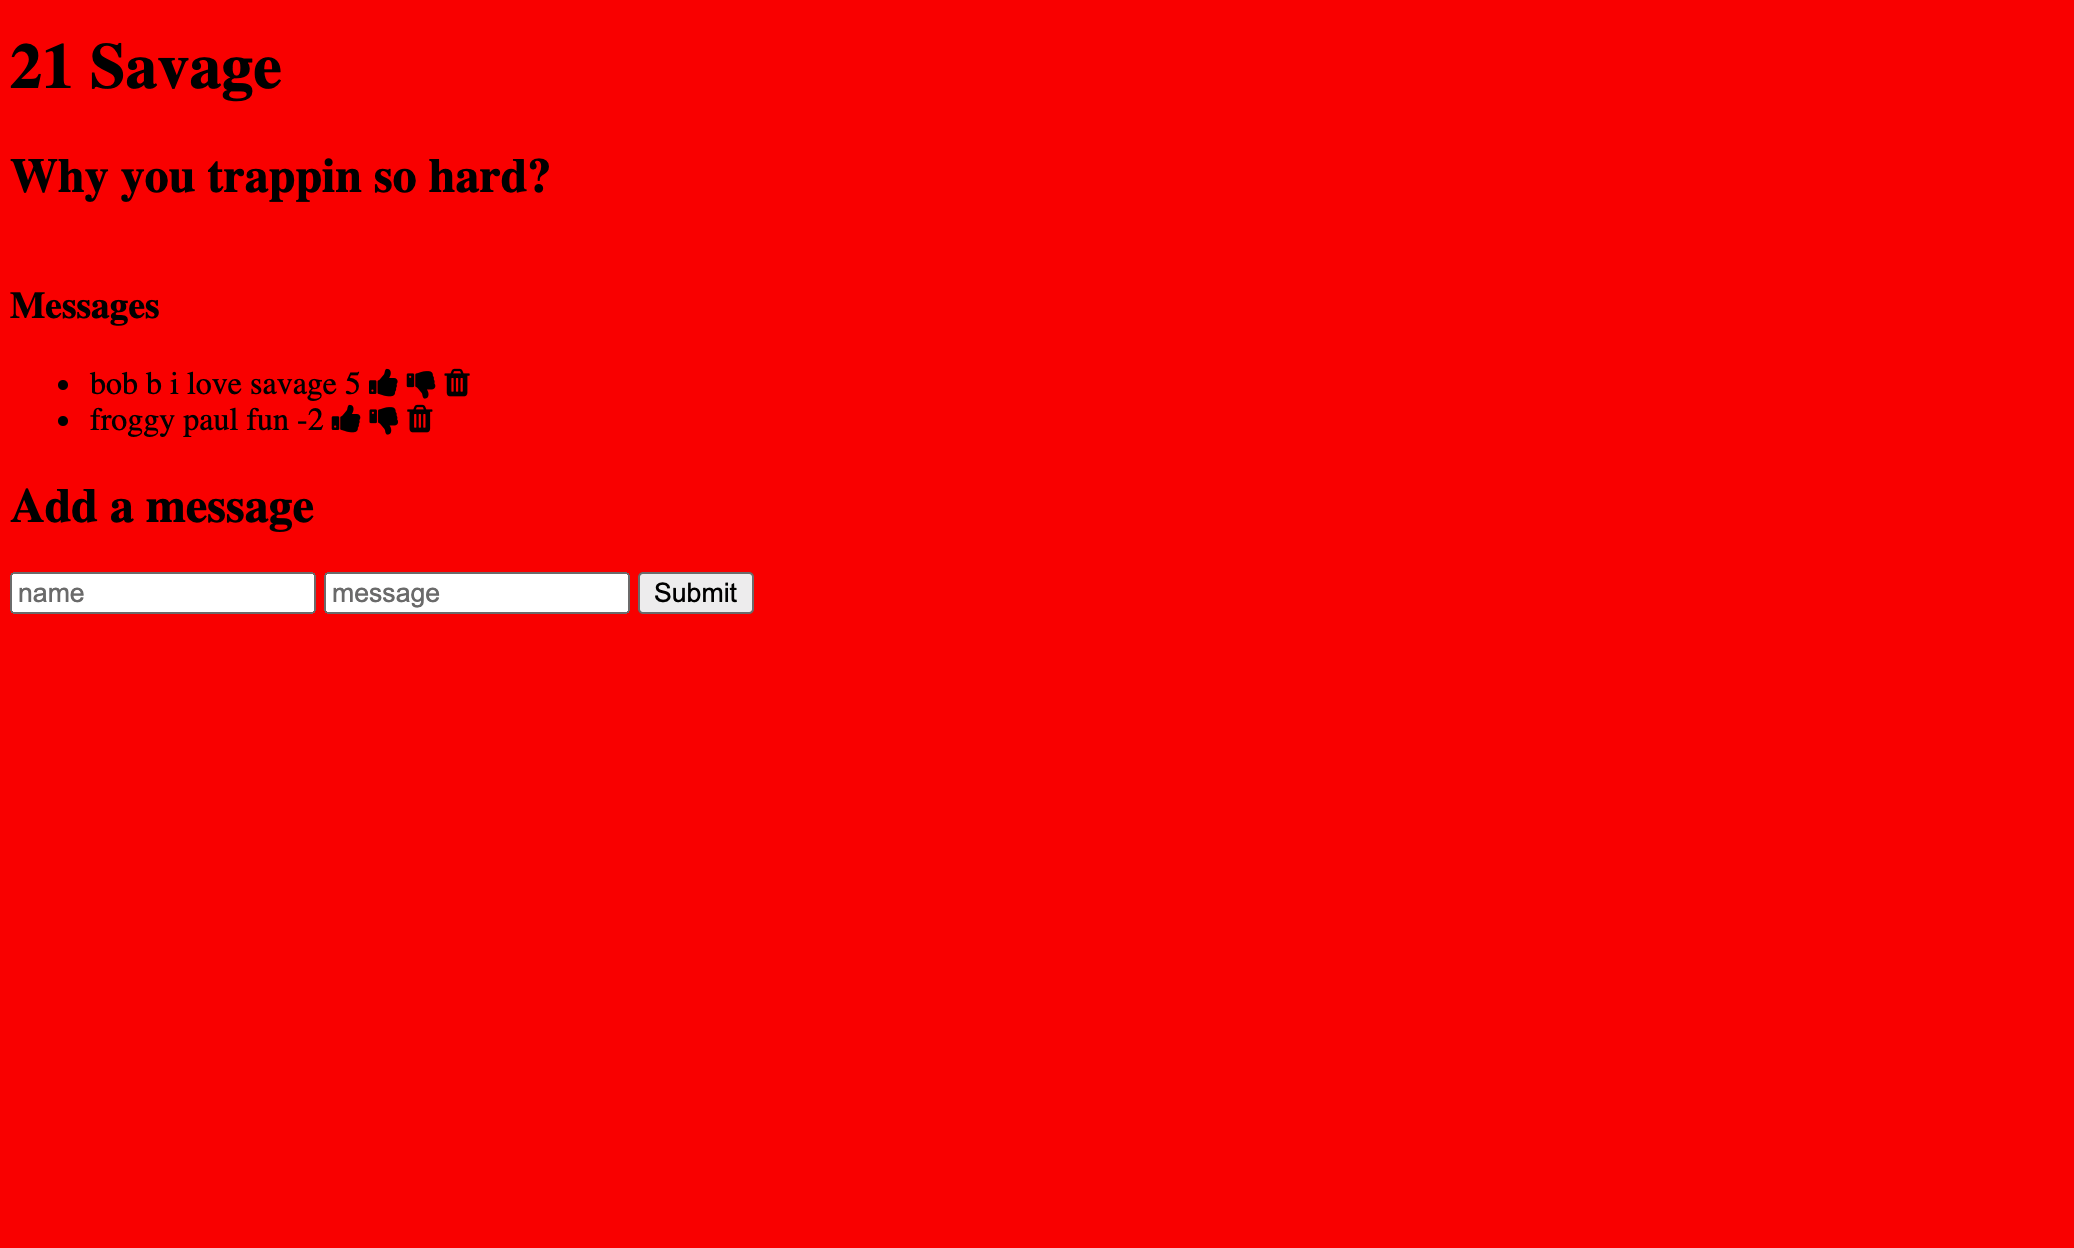 21 Savage
Why you trappin so hard?
Messages
bob b i love savage 5
froggy paul fun -2
Add a message
name message Submit